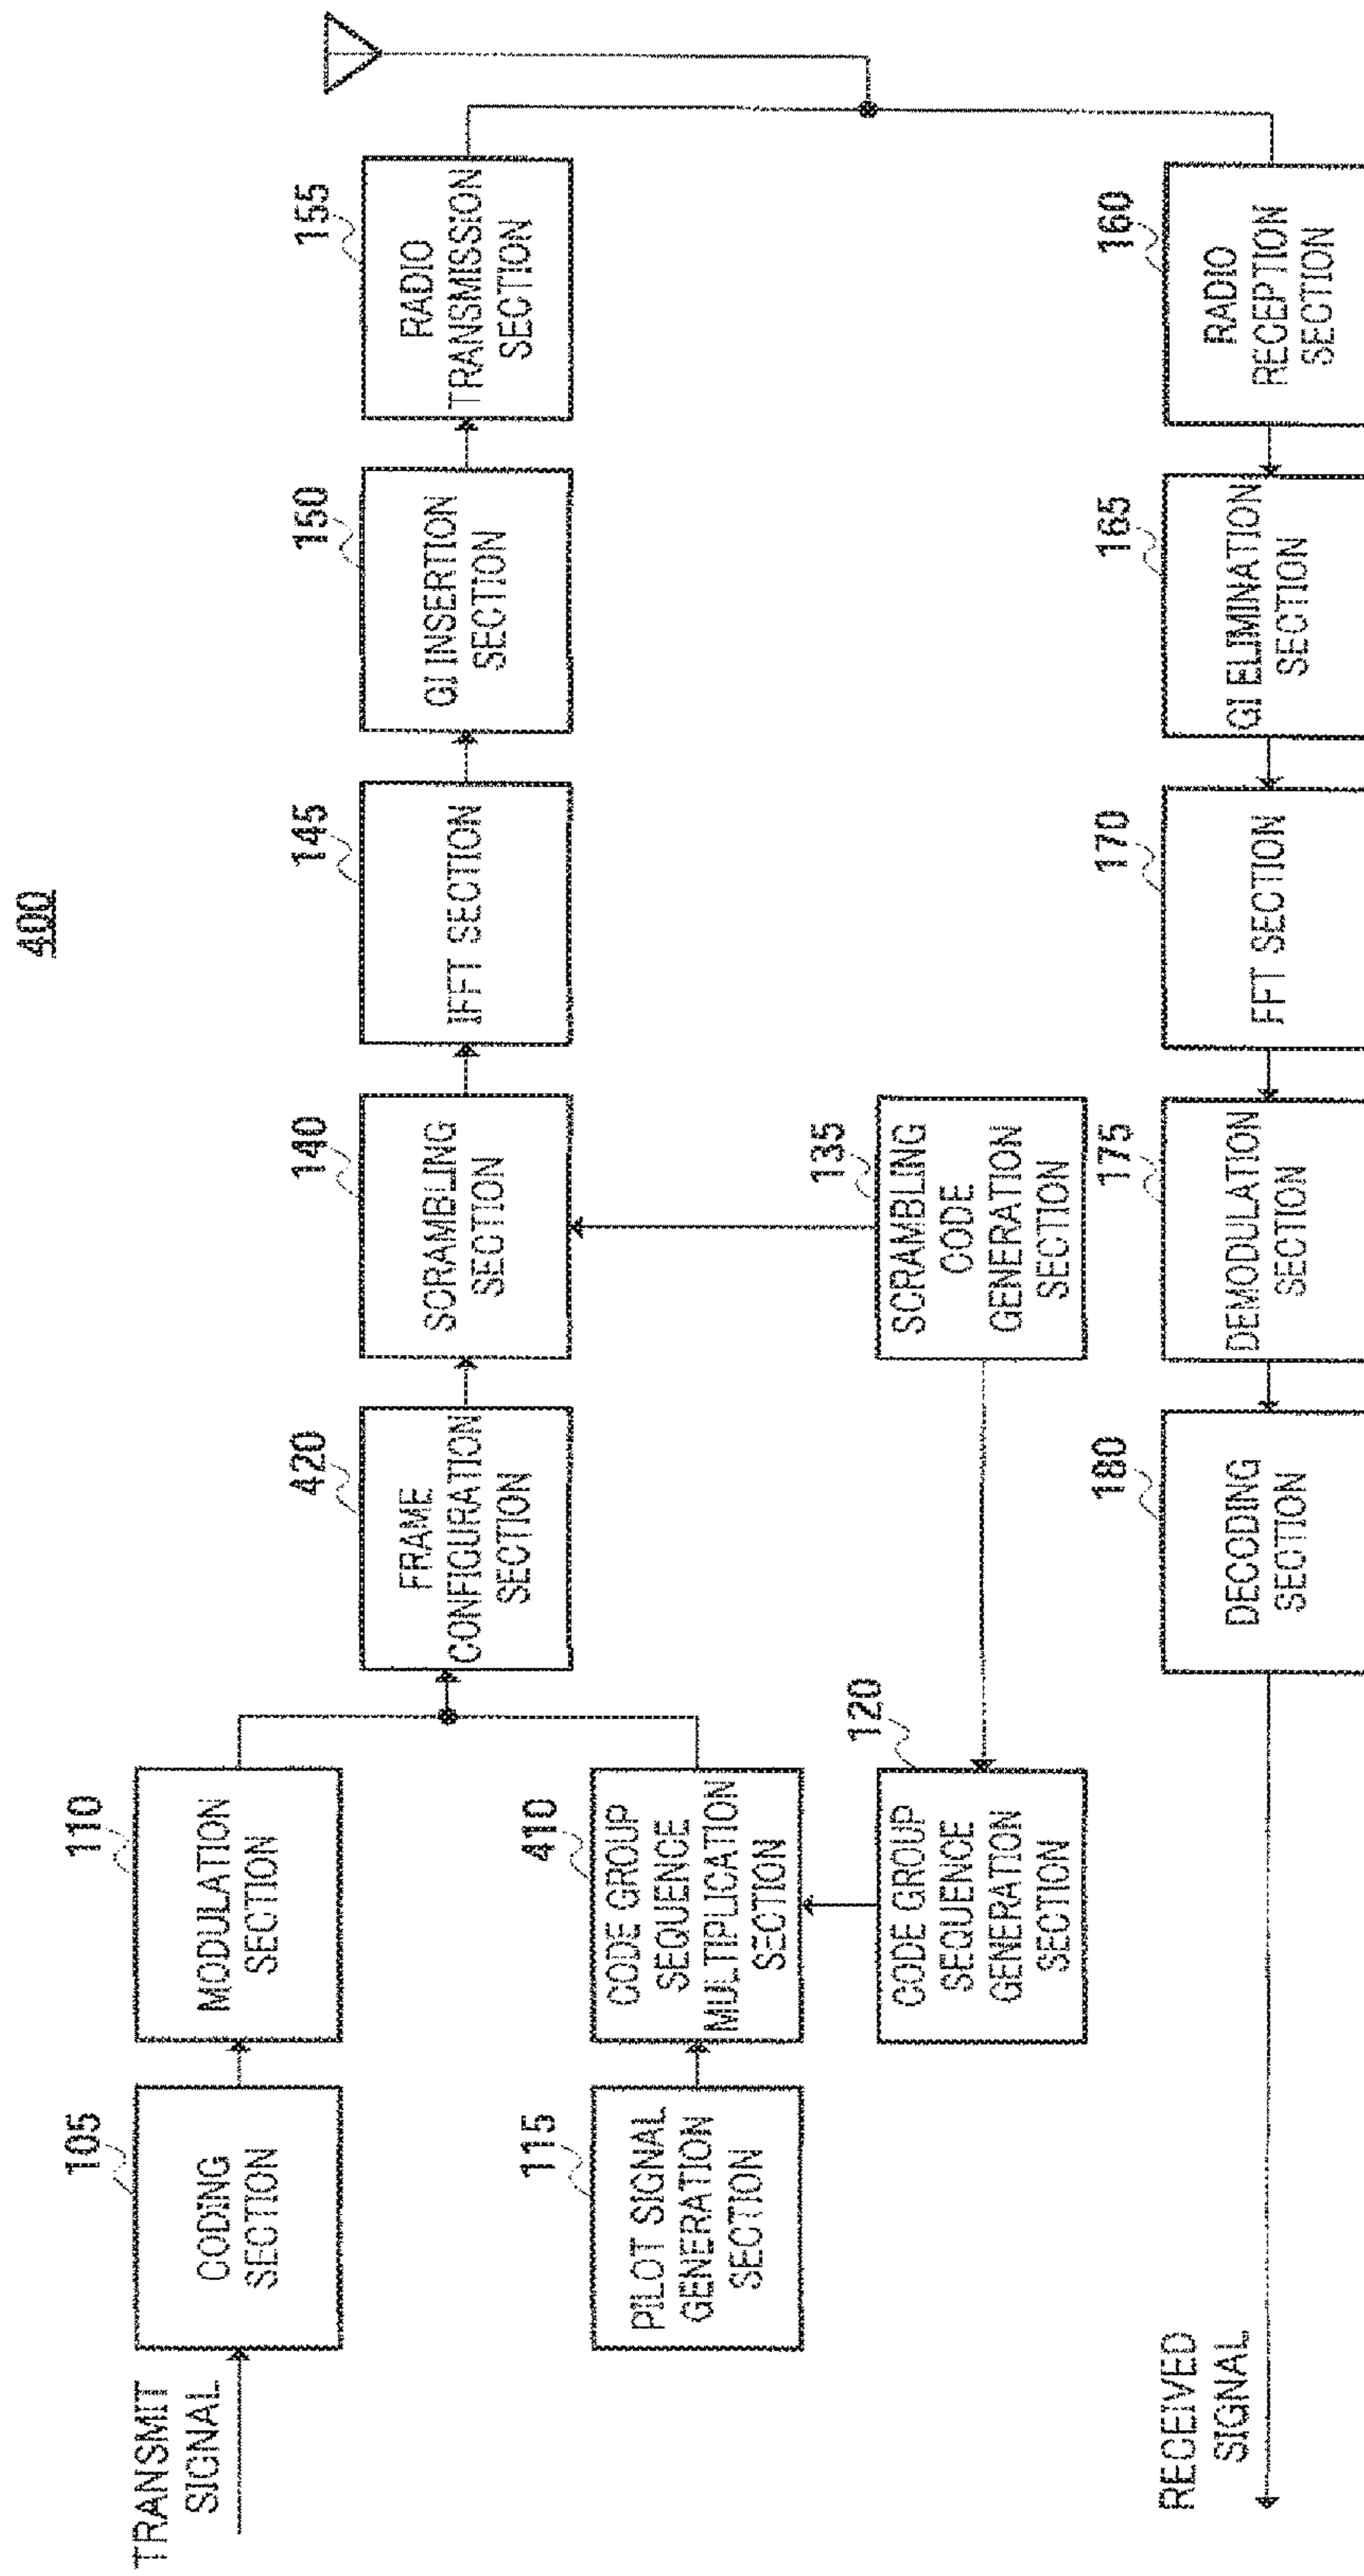 400
TRANSMIT
SIGNAL
105
CODING
SECTION
110
MODULATION
SECTION
115
PILOT SIGNAL
GENERATION
SECTION
410
CODE GROUP
SEQUENCE
MULTIPLICATION
SECTION
120
CODE GROUP
SEQUENCE
GENERATION
SECTION
420
FRAME
CONFIGURATION
SECTION
140
SCRAMBLING
SECTION
135
SCRAMBLING
CODE
GENERATION
SECTION
145
IFFT SECTION
150
GI INSERTION
SECTION
155
RADIO
TRANSMISSION
SECTION
160
RADIO
RECEPTION
SECTION
165
GI ELIMINATION
SECTION
170
FFT SECTION
175
DEMODULATION
SECTION
180
DECODING
SECTION
RECEIVED
SIGNAL